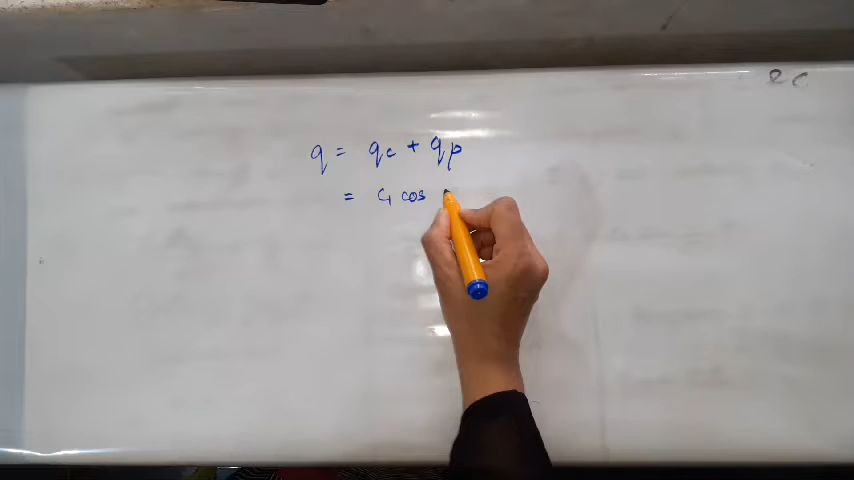 q = qc + qp
= C1 cos